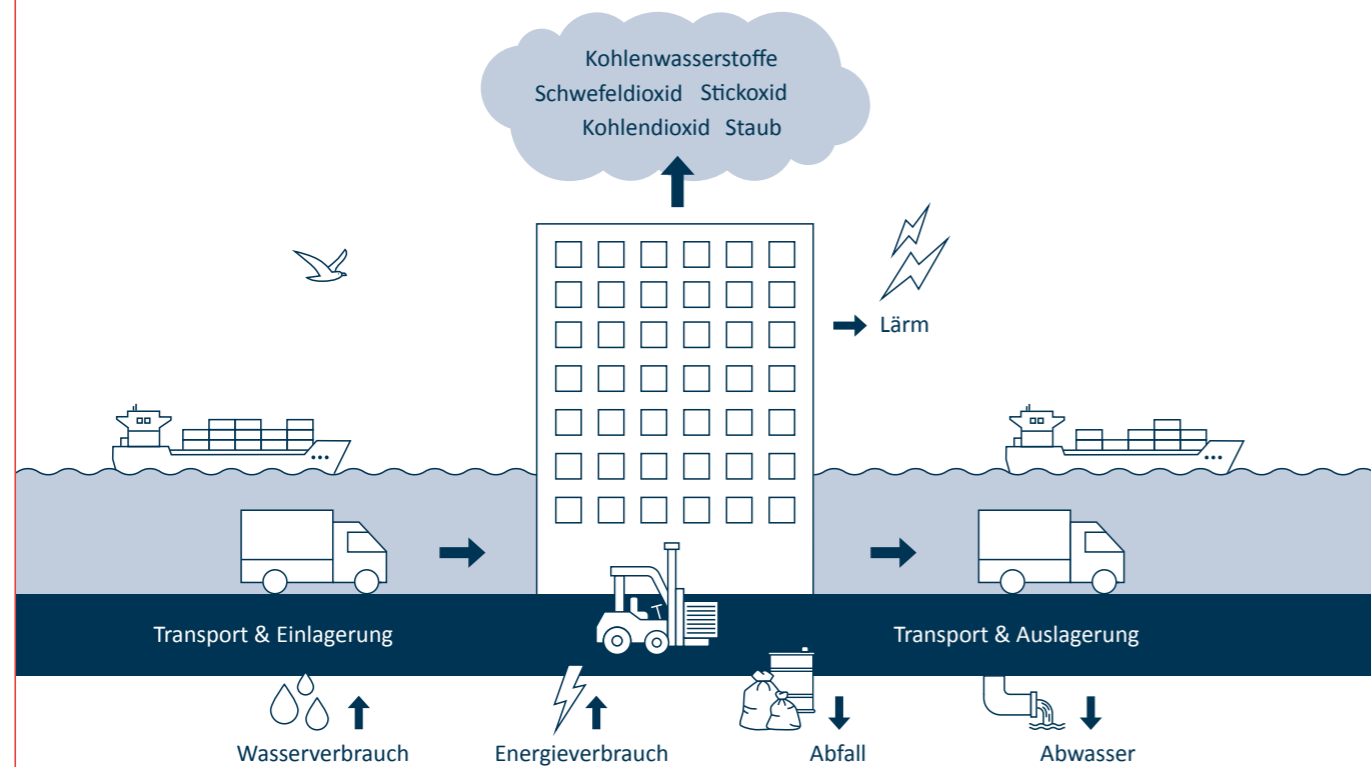 Kohlenwasserstoffe
Schwefeldioxid Stickoxid
Kohlendioxid Staub
Lärm
Transport & Einlagerung
Transport & Auslagerung
Wasserverbrauch
Energieverbrauch
Abfall
Abwasser